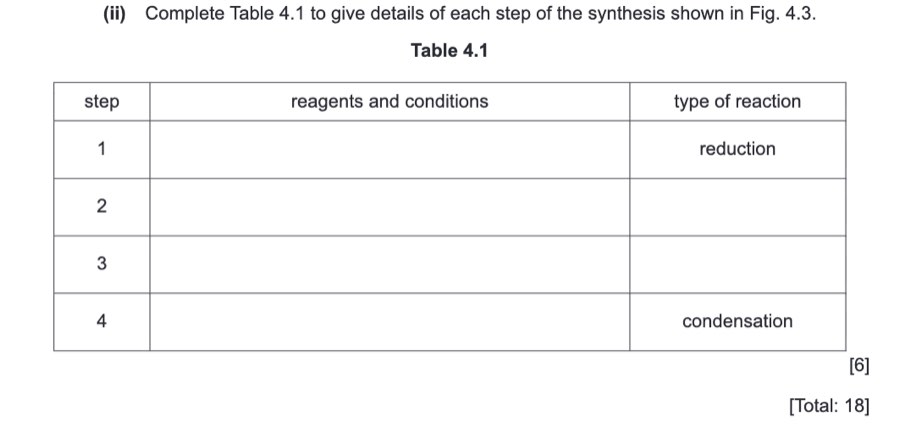 (ii) Complete Table 4.1 to give details of each step of the synthesis shown in Fig. 4.3.
Table 4.1
step reagents and conditions type of reaction
1 reduction
2
3
4 condensation
[6]
[Total: 18]